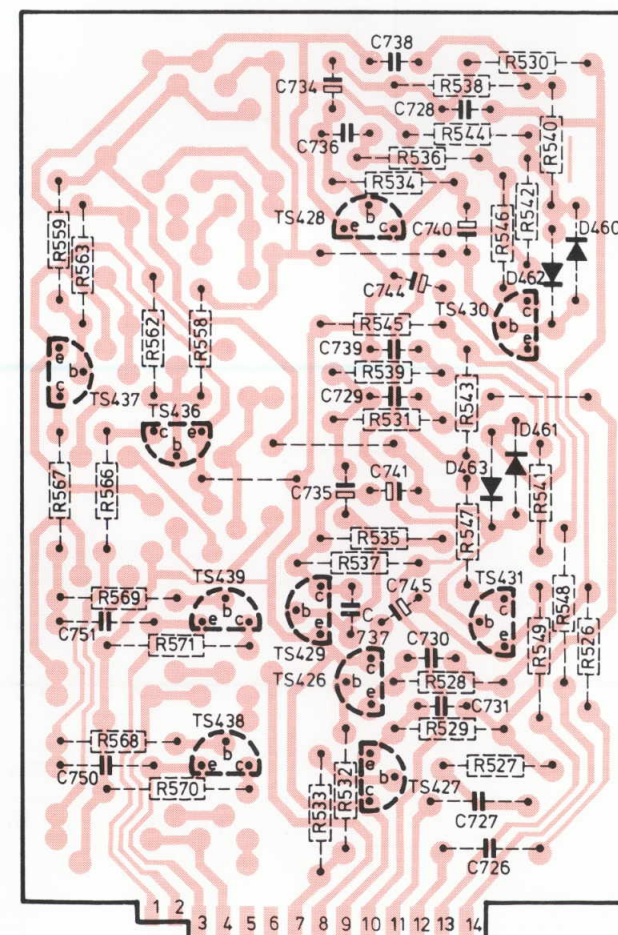 C738
R530
C734
R538
C728
R540
C736
R544
R536
R534
R542
R546
R559
R563
TS428
b
e c
C740
D460
D462
C744
TS430
c
b
e
R562
R558
R545
C739
R539
C729
R531
R543
e
b
c
TS437
TS436
c e
b
D461
D463
R541
R567
R566
C735
C741
R547
R535
R537
TS439
b
e c
R569
C751
R571
c
b
e
TS429
C
737
C745
TS431
c
b
e
R549
R548
R526
TS426
c
b
e
C730
R528
C731
R529
TS438
b
e c
R568
C750
R570
R533
R532
e
b
c
TS427
R527
C727
C726
1 2 3 4 5 6 7 8 9 10 11 12 13 14